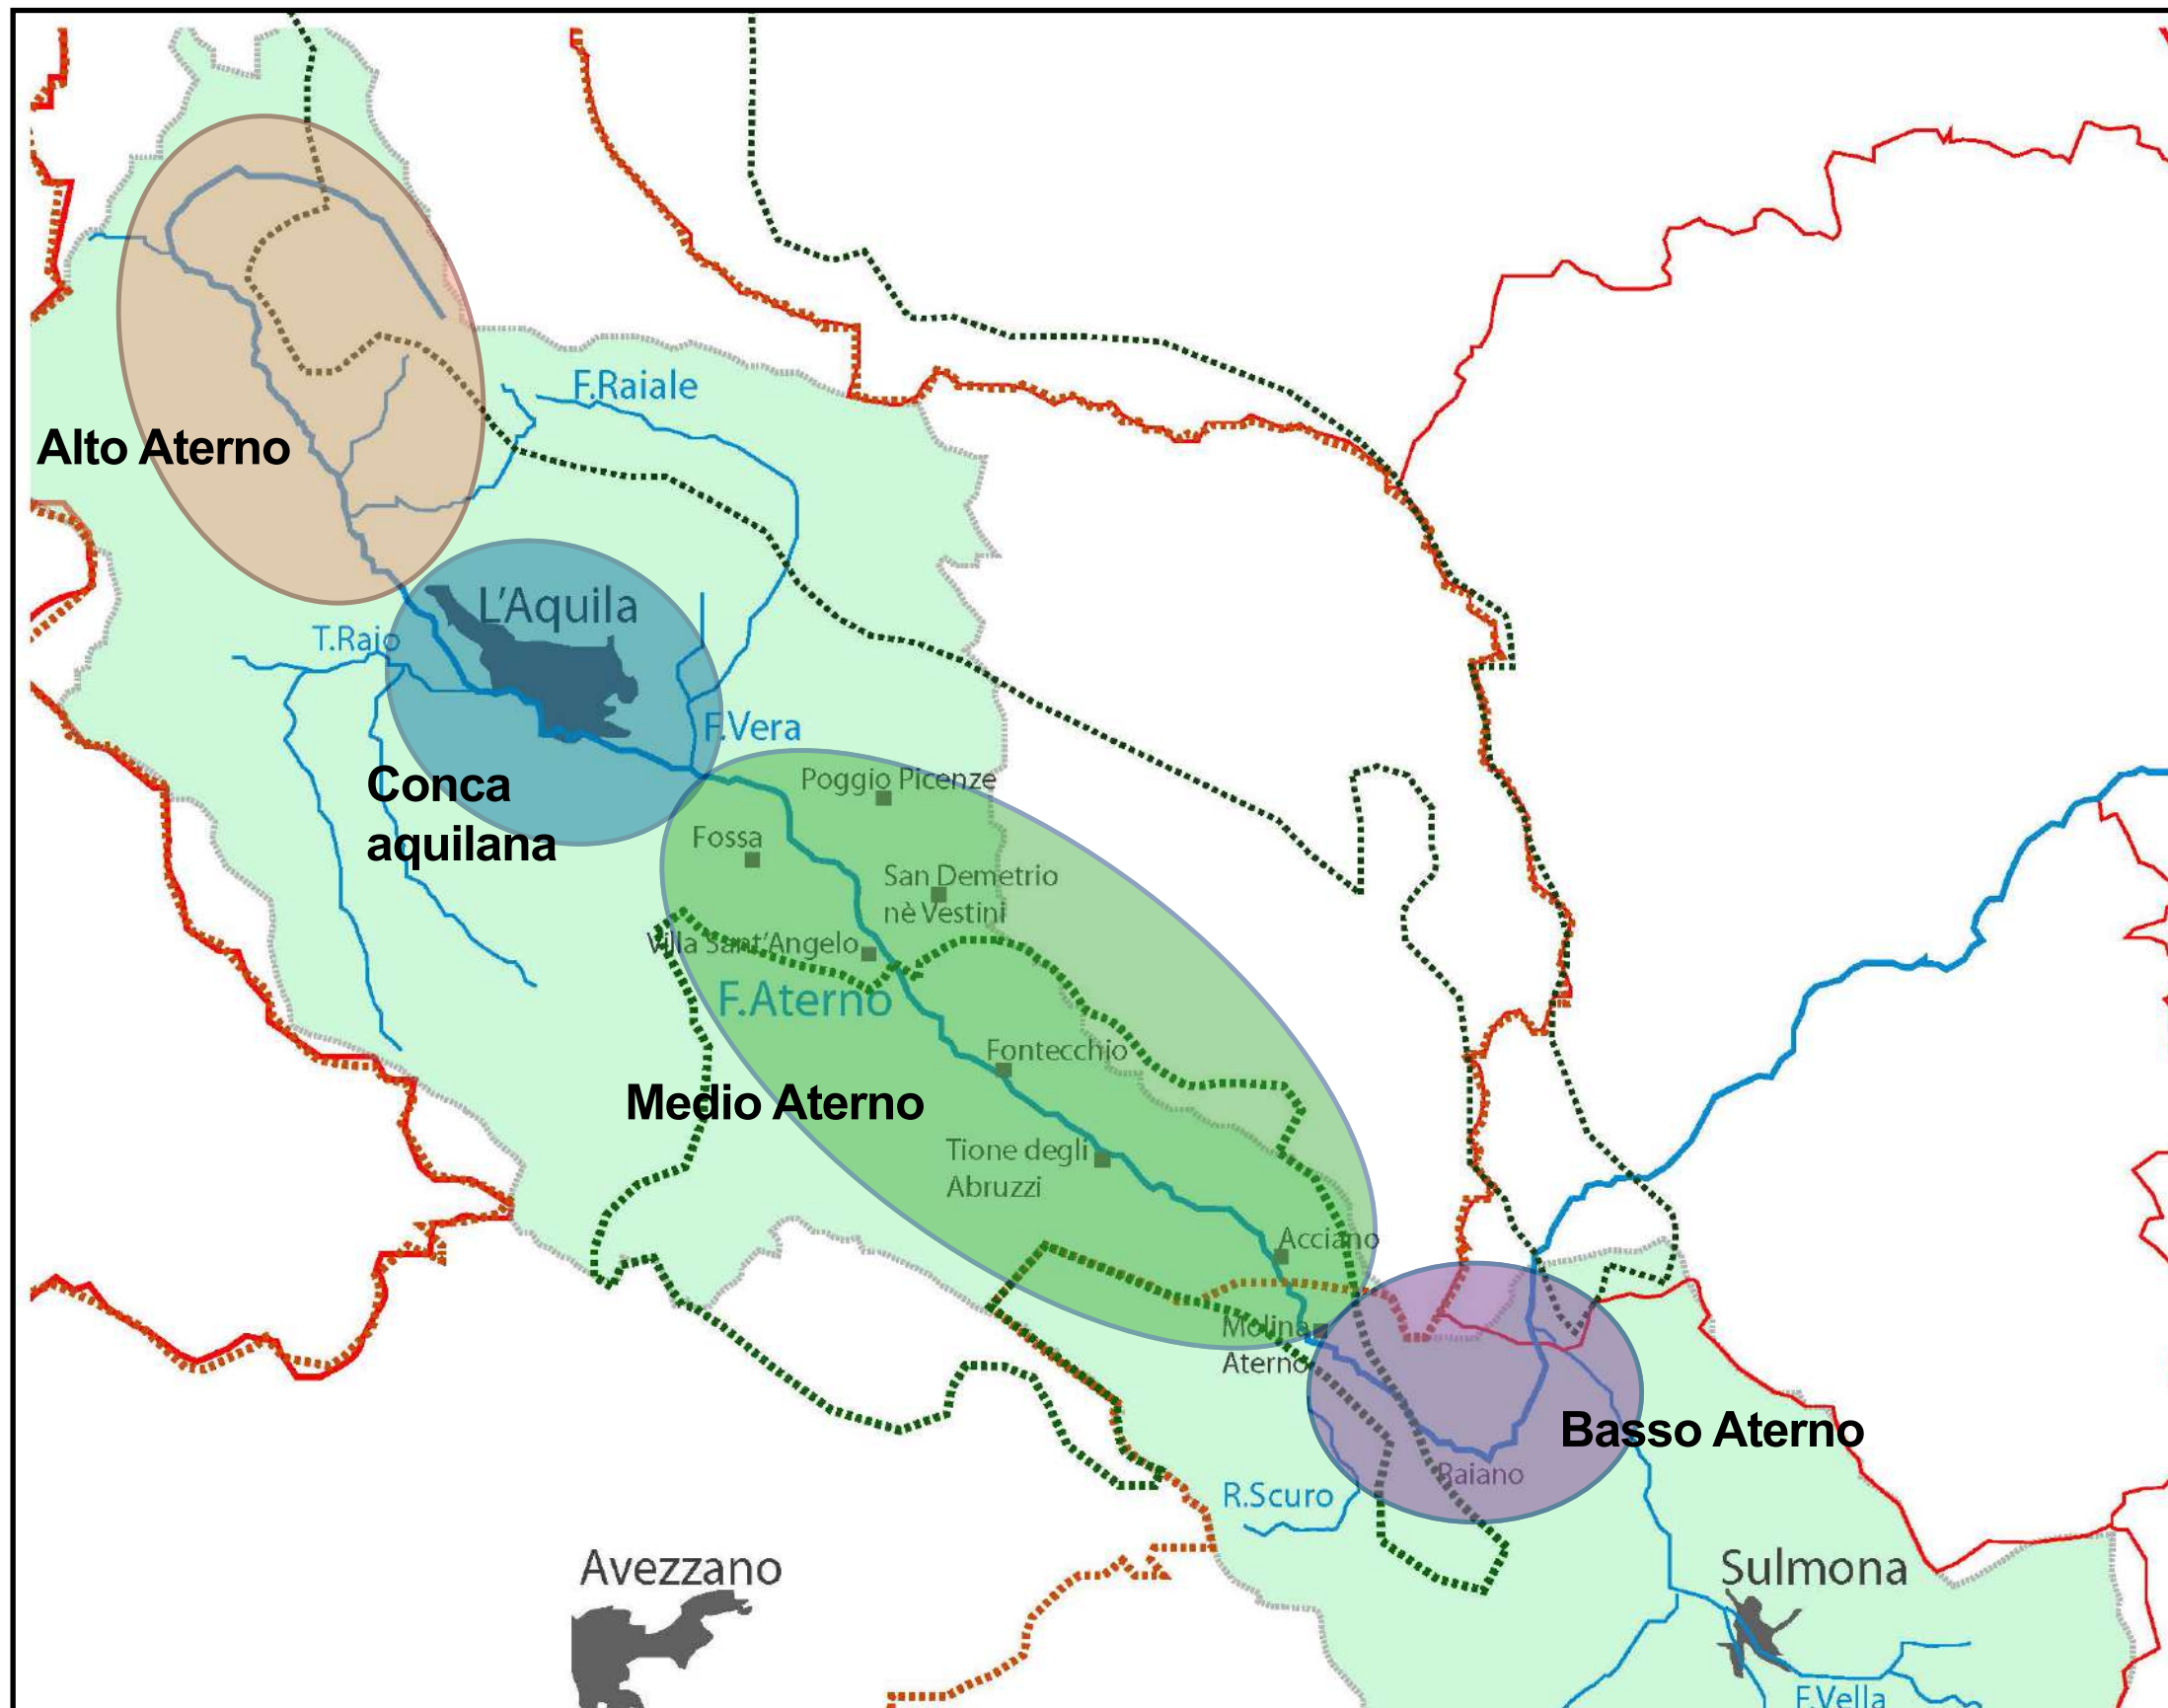 F.Raiale
Alto Aterno
L'Aquila
T.Raio
F.Vera
Conca
aquilana
Poggio Picenze
Fossa
San Demetrio
nè Vestini
Villa Sant'Angelo
F.Aterno
Fontecchio
Medio Aterno
Tione degli
Abruzzi
Acciano
Molina
Aterno
Basso Aterno
Raiano
R.Scuro
Avezzano
Sulmona
F.Vella